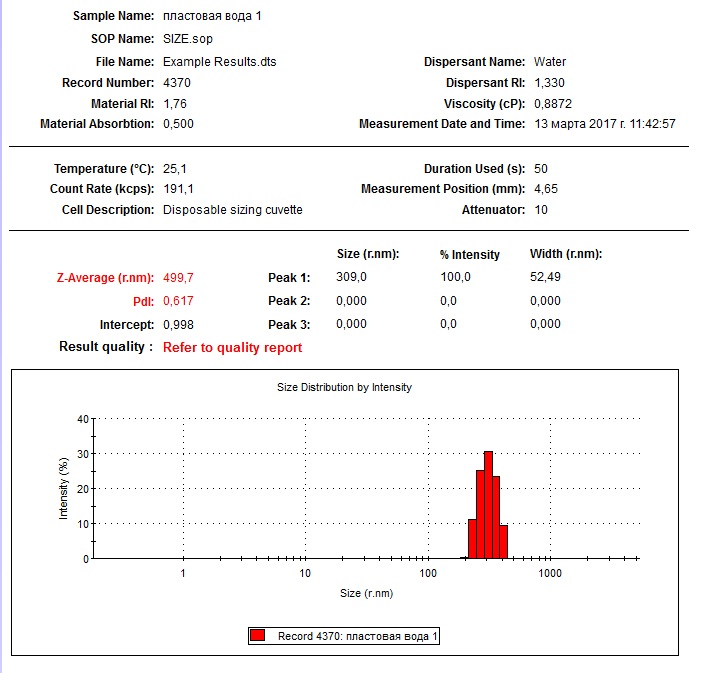 Sample Name: пластовая вода 1
SOP Name: SIZE.sop
File Name: Example Results.dts Dispersant Name: Water
Record Number: 4370 Dispersant RI: 1,330
Material RI: 1,76 Viscosity (cP): 0,8872
Material Absorbtion: 0,500 Measurement Date and Time: 13 марта 2017 г. 11:42:57
Temperature (°C): 25,1 Duration Used (s): 50
Count Rate (kcps): 191,1 Measurement Position (mm): 4,65
Cell Description: Disposable sizing cuvette Attenuator: 10
Size (r.nm): % Intensity Width (r.nm):
Z-Average (r.nm): 499,7 Peak 1: 309,0 100,0 52,49
PdI: 0,617 Peak 2: 0,000 0,0 0,000
Intercept: 0,998 Peak 3: 0,000 0,0 0,000
Result quality : Refer to quality report
Size Distribution by Intensity
40
30
20
10
0
Intensity (%)
1 10 100 1000
Size (r.nm)
Record 4370: пластовая вода 1